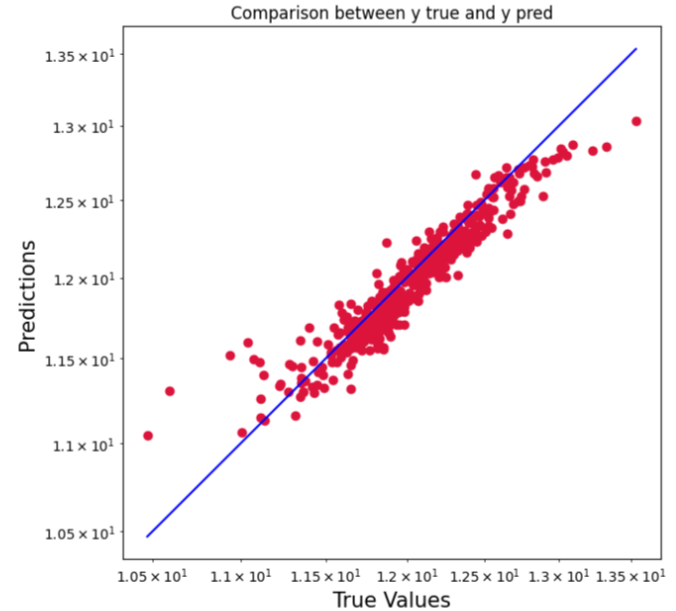 Comparison between y true and y pred
1.35 × 10¹
1.3 × 10¹
1.25 × 10¹
1.2 × 10¹
1.15 × 10¹
1.1 × 10¹
1.05 × 10¹
Predictions
1.05 × 10¹ 1.1 × 10¹ 1.15 × 10¹ 1.2 × 10¹ 1.25 × 10¹ 1.3 × 10¹ 1.35 × 10¹
True Values